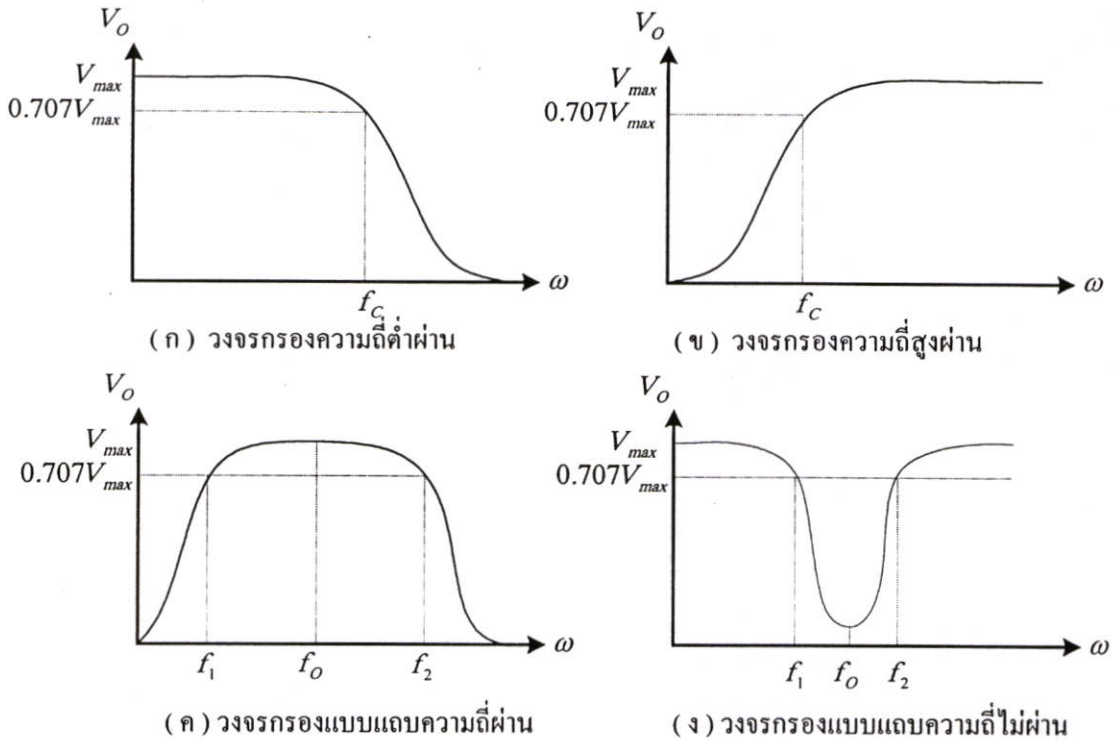 V_O
V_max
0.707V_max
ω
f_C
(ก) วงจรกรองความถี่ต่ำผ่าน
V_O
V_max
0.707V_max
ω
f_C
(ข) วงจรกรองความถี่สูงผ่าน
V_O
V_max
0.707V_max
ω
f_1 f_O f_2
(ค) วงจรกรองแบบแถบความถี่ผ่าน
V_O
V_max
0.707V_max
ω
f_1 f_O f_2
(ง) วงจรกรองแบบแถบความถี่ไม่ผ่าน